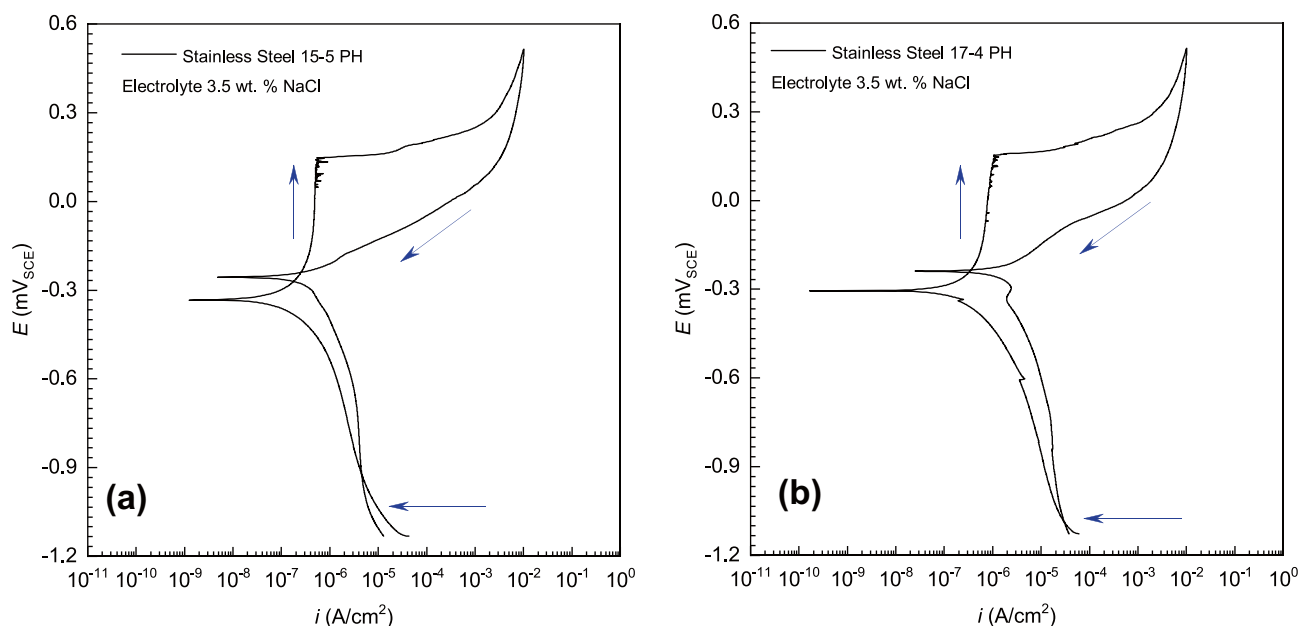 0.6
0.3
0.0
-0.3
-0.6
-0.9
-1.2
E (mV_SCE)
Stainless Steel 15-5 PH
Electrolyte 3.5 wt. % NaCl
(a)
10^-11 10^-10 10^-9 10^-8 10^-7 10^-6 10^-5 10^-4 10^-3 10^-2 10^-1 10^0
i (A/cm^2)
0.6
0.3
0.0
-0.3
-0.6
-0.9
-1.2
E (mV_SCE)
Stainless Steel 17-4 PH
Electrolyte 3.5 wt. % NaCl
(b)
10^-11 10^-10 10^-9 10^-8 10^-7 10^-6 10^-5 10^-4 10^-3 10^-2 10^-1 10^0
i (A/cm^2)